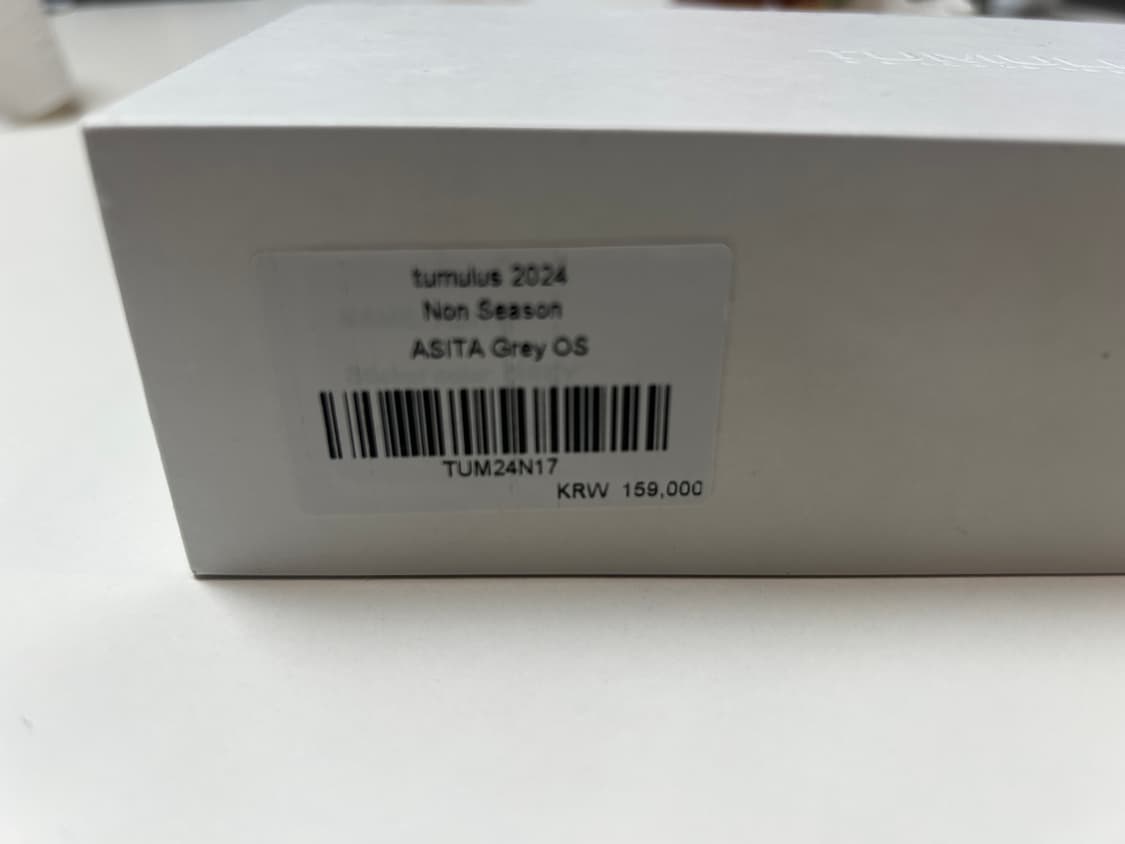 tumulus 2024
Non Season
ASITA Grey OS
TUM24N17
KRW 159,000